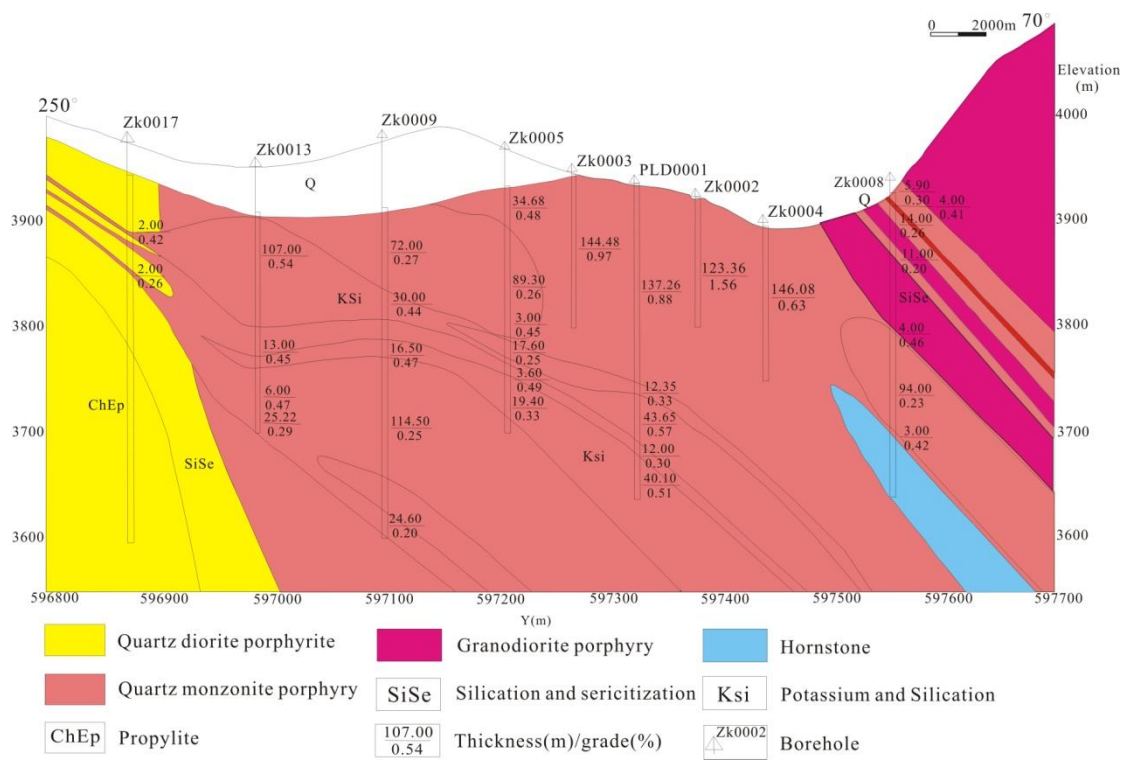 0 2000m
70°
Elevation
(m)
250°
Zk0017
Zk0013
Zk0009
Zk0005
Zk0003
PLD0001
Zk0002
Zk0004
Zk0008
Q
Q
4000
3900
3900
3800
3800
3700
3700
3600
3600
2.00
0.42
2.00
0.26
107.00
0.54
13.00
0.45
6.00
0.47
25.22
0.29
72.00
0.27
30.00
0.44
16.50
0.47
114.50
0.25
24.60
0.20
34.68
0.48
89.30
0.26
3.00
0.45
17.60
0.25
3.60
0.49
19.40
0.33
144.48
0.97
137.26
0.88
12.35
0.33
43.65
0.57
12.00
0.30
40.10
0.51
123.36
1.56
146.08
0.63
5.90
0.30
4.00
0.41
14.00
0.26
11.00
0.20
SiSe
4.00
0.46
94.00
0.23
3.00
0.42
KSi
Ksi
ChEp
SiSe
596800 596900 597000 597100 597200 597300 597400 597500 597600 597700
Y(m)
Quartz diorite porphyrite
Granodiorite porphyry
Hornstone
Quartz monzonite porphyry
SiSe Silication and sericitization
Ksi Potassium and Silication
ChEp Propylite
107.00
0.54
Thickness(m)/grade(%)
Zk0002 Borehole